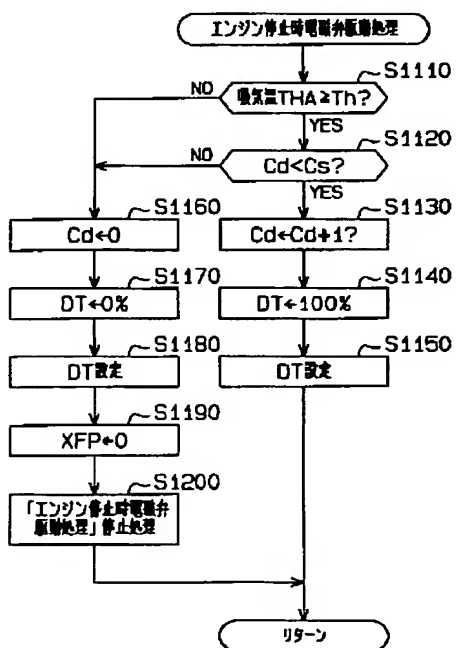 エンジン停止時電磁弁駆動処理
S1110
吸気温THA≧Th?
NO
YES
S1120
Cd<Cs?
NO
YES
S1160
Cd←0
S1130
Cd←Cd+1?
S1170
DT←0%
S1140
DT←100%
S1180
DT設定
S1150
DT設定
S1190
XFP←0
S1200
「エンジン停止時電磁弁
駆動処理」停止処理
リターン